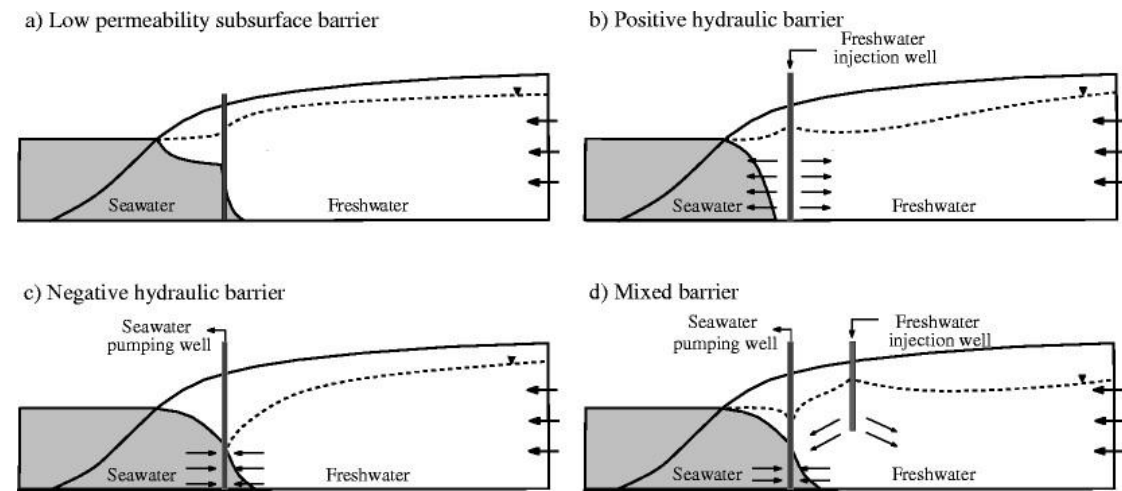 a) Low permeability subsurface barrier
Seawater
Freshwater
b) Positive hydraulic barrier
Freshwater
injection well
Seawater
Freshwater
c) Negative hydraulic barrier
Seawater
pumping well
Seawater
Freshwater
d) Mixed barrier
Seawater
pumping well
Freshwater
injection well
Seawater
Freshwater